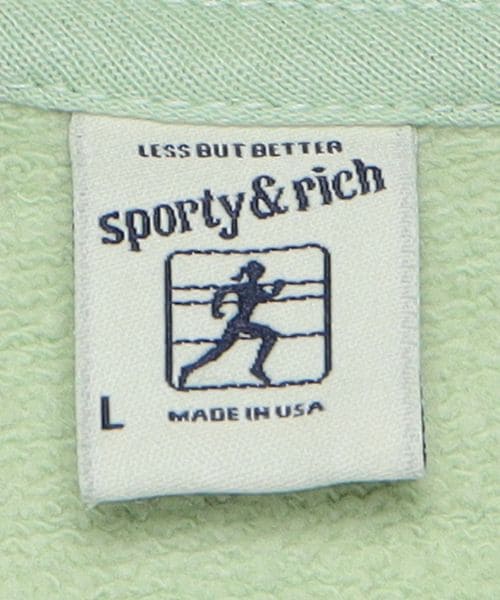 LESS BUT BETTER
sporty & rich
L
MADE IN USA